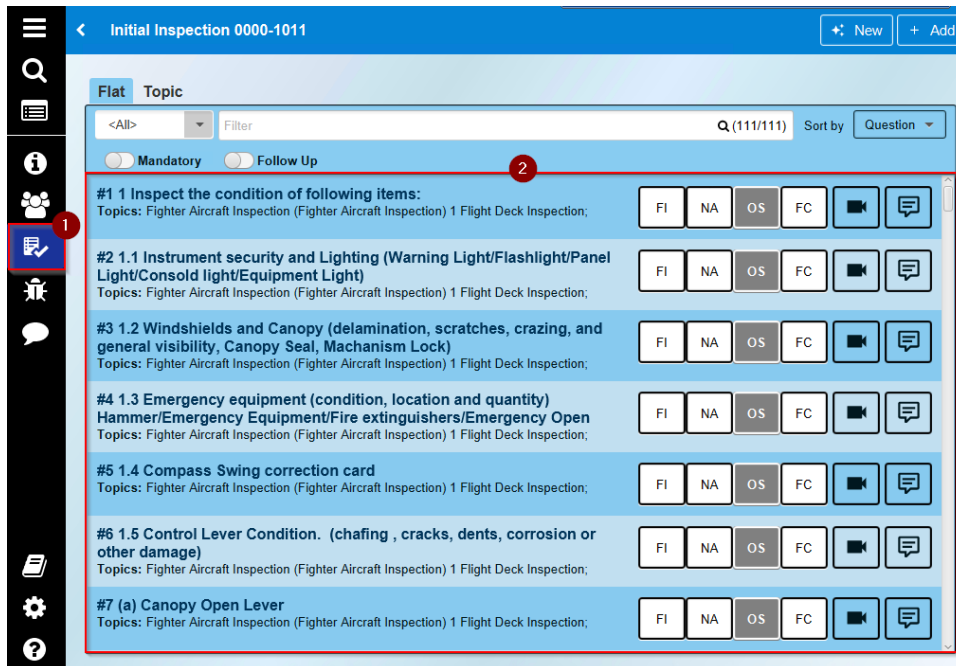 Initial Inspection 0000-1011
New
+ Add
Flat Topic
<All>
Filter
(111/111)
Sort by
Question
Mandatory
Follow Up
2
1
#1 1 Inspect the condition of following items:
Topics: Fighter Aircraft Inspection (Fighter Aircraft Inspection) 1 Flight Deck Inspection;
FI NA OS FC
#2 1.1 Instrument security and Lighting (Warning Light/Flashlight/Panel
Light/Consold light/Equipment Light)
Topics: Fighter Aircraft Inspection (Fighter Aircraft Inspection) 1 Flight Deck Inspection;
FI NA OS FC
#3 1.2 Windshields and Canopy (delamination, scratches, crazing, and
general visibility, Canopy Seal, Machanism Lock)
Topics: Fighter Aircraft Inspection (Fighter Aircraft Inspection) 1 Flight Deck Inspection;
FI NA OS FC
#4 1.3 Emergency equipment (condition, location and quantity)
Hammer/Emergency Equipment/Fire extinguishers/Emergency Open
Topics: Fighter Aircraft Inspection (Fighter Aircraft Inspection) 1 Flight Deck Inspection;
FI NA OS FC
#5 1.4 Compass Swing correction card
Topics: Fighter Aircraft Inspection (Fighter Aircraft Inspection) 1 Flight Deck Inspection;
FI NA OS FC
#6 1.5 Control Lever Condition. (chafing , cracks, dents, corrosion or
other damage)
Topics: Fighter Aircraft Inspection (Fighter Aircraft Inspection) 1 Flight Deck Inspection;
FI NA OS FC
#7 (a) Canopy Open Lever
Topics: Fighter Aircraft Inspection (Fighter Aircraft Inspection) 1 Flight Deck Inspection;
FI NA OS FC